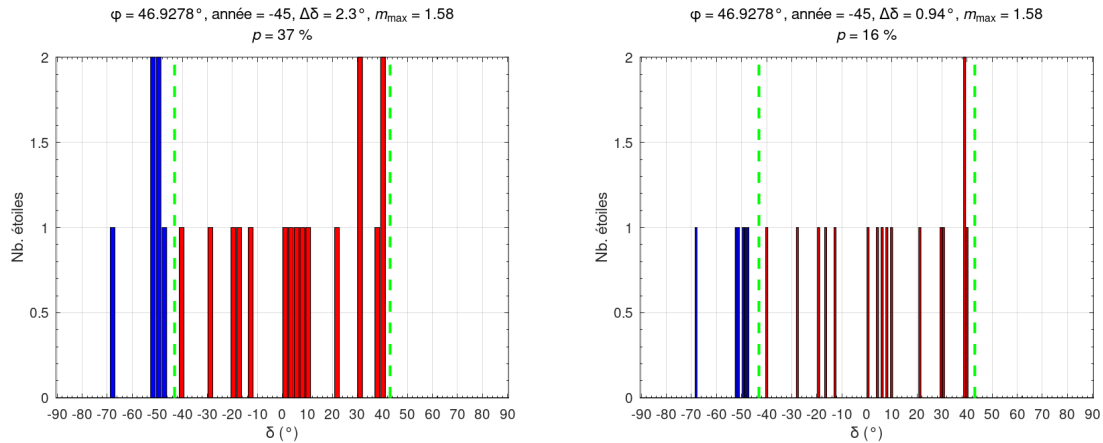 φ = 46.9278°, année = -45, Δδ = 2.3°, m_max = 1.58
p = 37 %
2
1.5
1
0.5
0
Nb. étoiles
-90 -80 -70 -60 -50 -40 -30 -20 -10 0 10 20 30 40 50 60 70 80 90
δ (°)
φ = 46.9278°, année = -45, Δδ = 0.94°, m_max = 1.58
p = 16 %
2
1.5
1
0.5
0
Nb. étoiles
-90 -80 -70 -60 -50 -40 -30 -20 -10 0 10 20 30 40 50 60 70 80 90
δ (°)